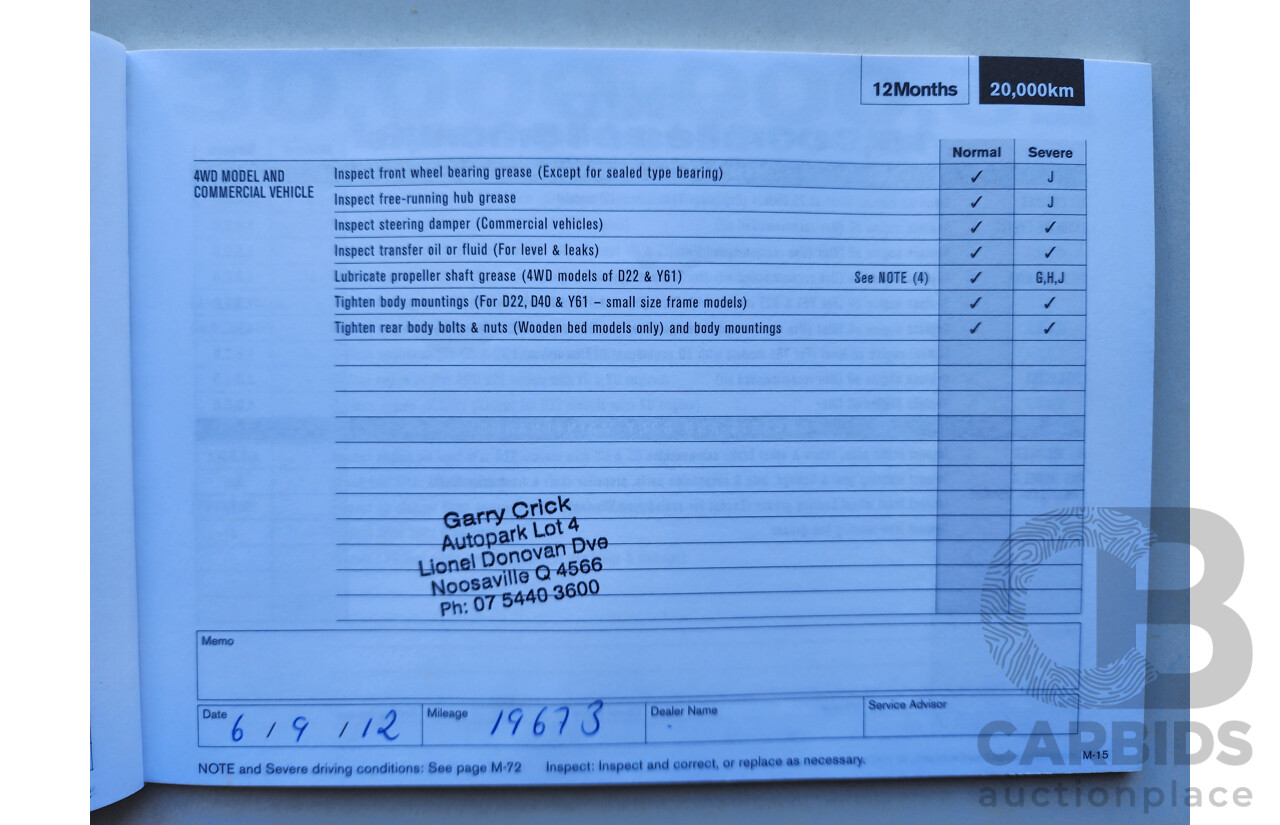 12Months 20,000km
Normal Severe
4WD MODEL AND
COMMERCIAL VEHICLE
Inspect front wheel bearing grease (Except for sealed type bearing) ✓ J
Inspect free-running hub grease ✓ J
Inspect steering damper (Commercial vehicles) ✓ ✓
Inspect transfer oil or fluid (For level & leaks) ✓ ✓
Lubricate propeller shaft grease (4WD models of D22 & Y61) See NOTE (4) ✓ G,H,J
Tighten body mountings (For D22, D40 & Y61 – small size frame models) ✓ ✓
Tighten rear body bolts & nuts (Wooden bed models only) and body mountings ✓ ✓
Garry Crick
Autopark Lot 4
Lionel Donovan Dve
Noosaville Q 4566
Ph: 07 5440 3600
Memo
Date 6 / 9 / 12 Mileage 19673 Dealer Name Service Advisor
NOTE and Severe driving conditions: See page M-72 Inspect: Inspect and correct, or replace as necessary.
M-15
CB
CARBIDS
auctionplace